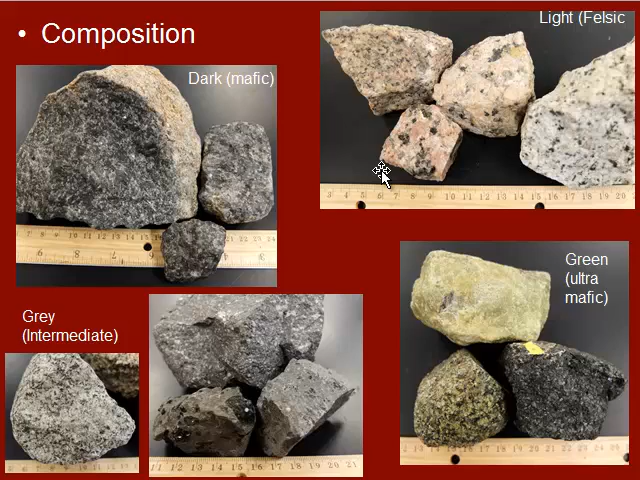 • Composition
Light (Felsic
Dark (mafic)
Green
(ultra
mafic)
Grey
(Intermediate)